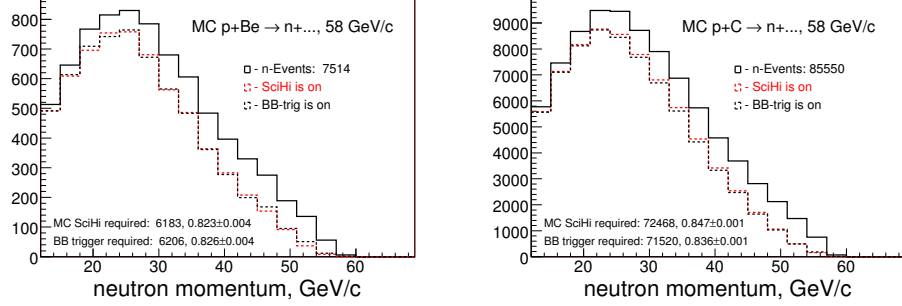 MC p+Be → n+..., 58 GeV/c
- n-Events: 7514
- SciHi is on
- BB-trig is on
MC SciHi required: 6183, 0.823±0.004
BB trigger required: 6206, 0.826±0.004
800
700
600
500
400
300
200
100
0
20 30 40 50 60
neutron momentum, GeV/c
MC p+C → n+..., 58 GeV/c
- n-Events: 85550
- SciHi is on
- BB-trig is on
MC SciHi required: 72468, 0.847±0.001
BB trigger required: 71520, 0.836±0.001
9000
8000
7000
6000
5000
4000
3000
2000
1000
0
20 30 40 50 60
neutron momentum, GeV/c